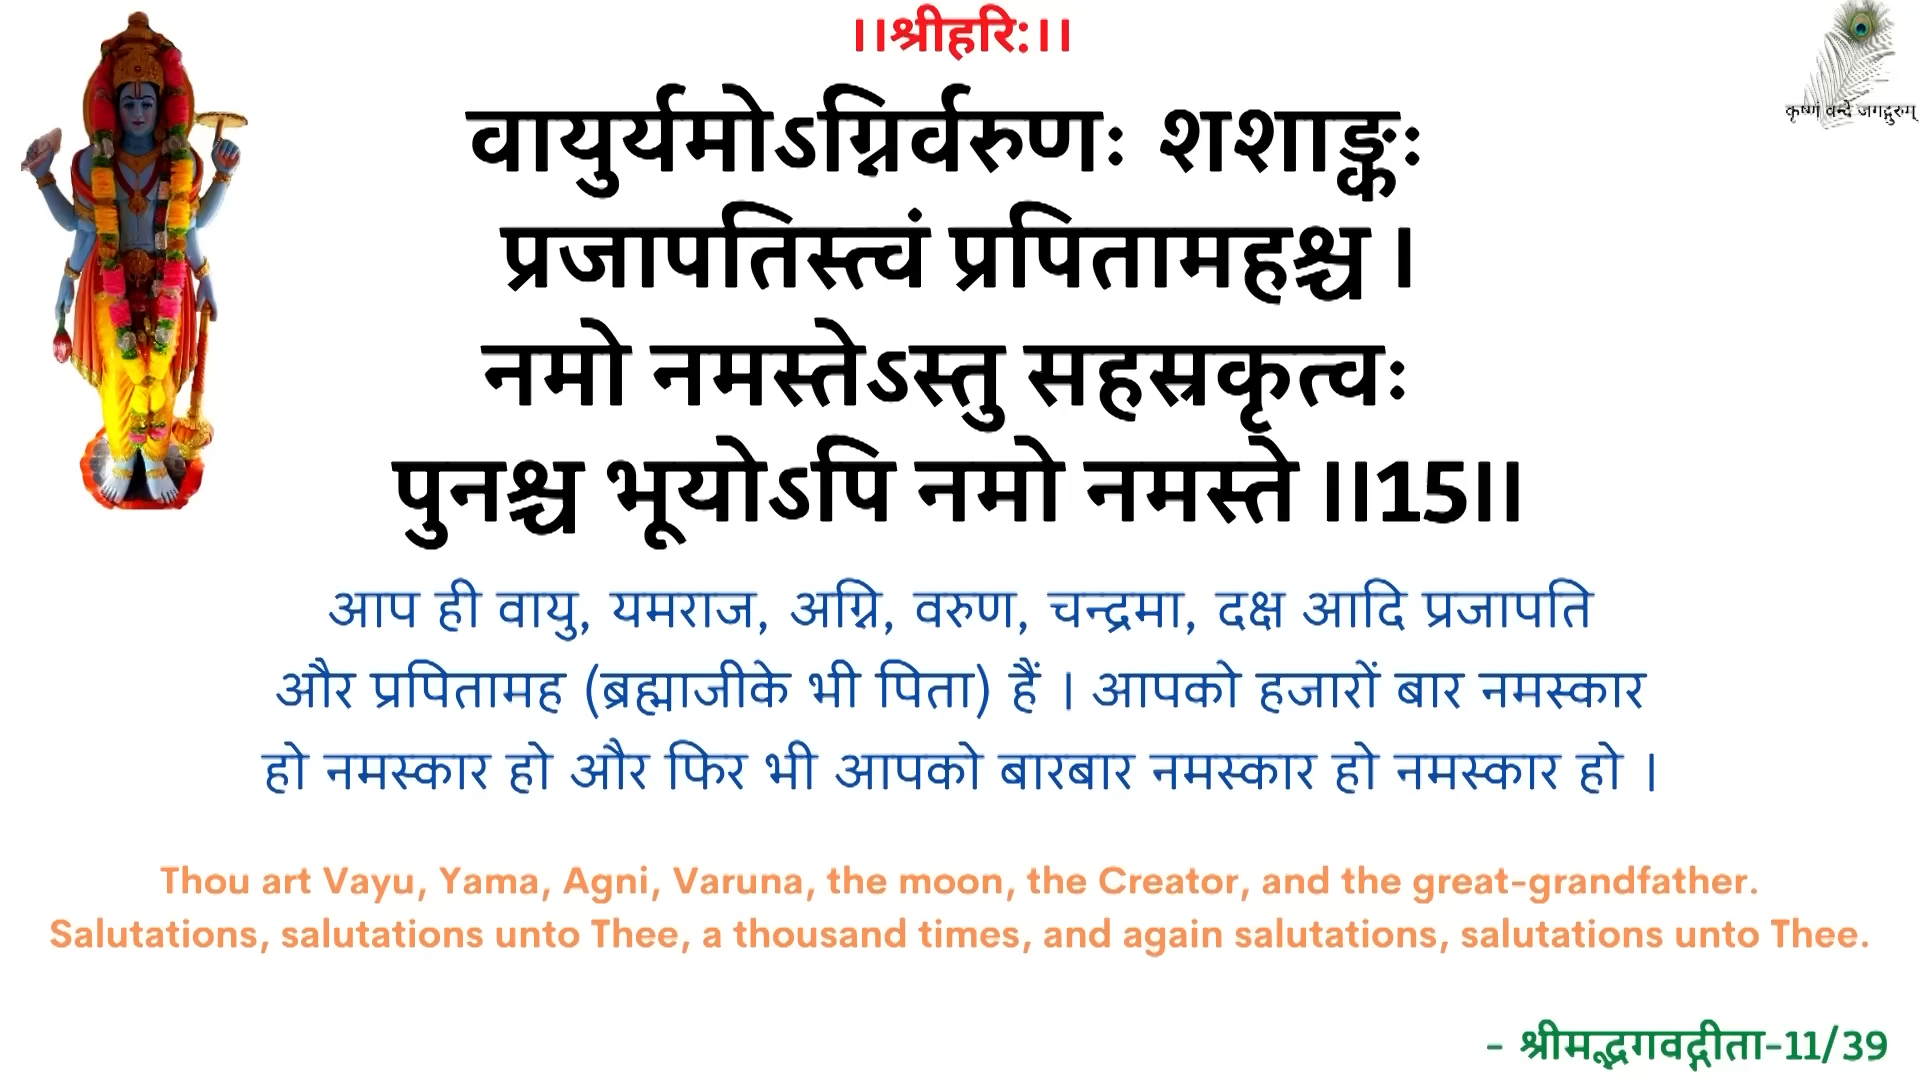 ।।श्रीहरि:।।
कृष्णं वन्दे जगद्गुरुम्
वायुर्यमोऽग्निर्वरुणः शशाङ्कः
प्रजापतिस्त्वं प्रपितामहश्च ।
नमो नमस्तेऽस्तु सहस्रकृत्वः
पुनश्च भूयोऽपि नमो नमस्ते ।।15।।
आप ही वायु, यमराज, अग्नि, वरुण, चन्द्रमा, दक्ष आदि प्रजापति
और प्रपितामह (ब्रह्माजीके भी पिता) हैं । आपको हजारों बार नमस्कार
हो नमस्कार हो और फिर भी आपको बारबार नमस्कार हो नमस्कार हो ।
Thou art Vayu, Yama, Agni, Varuna, the moon, the Creator, and the great-grandfather.
Salutations, salutations unto Thee, a thousand times, and again salutations, salutations unto Thee.
- श्रीमद्भगवद्गीता-11/39